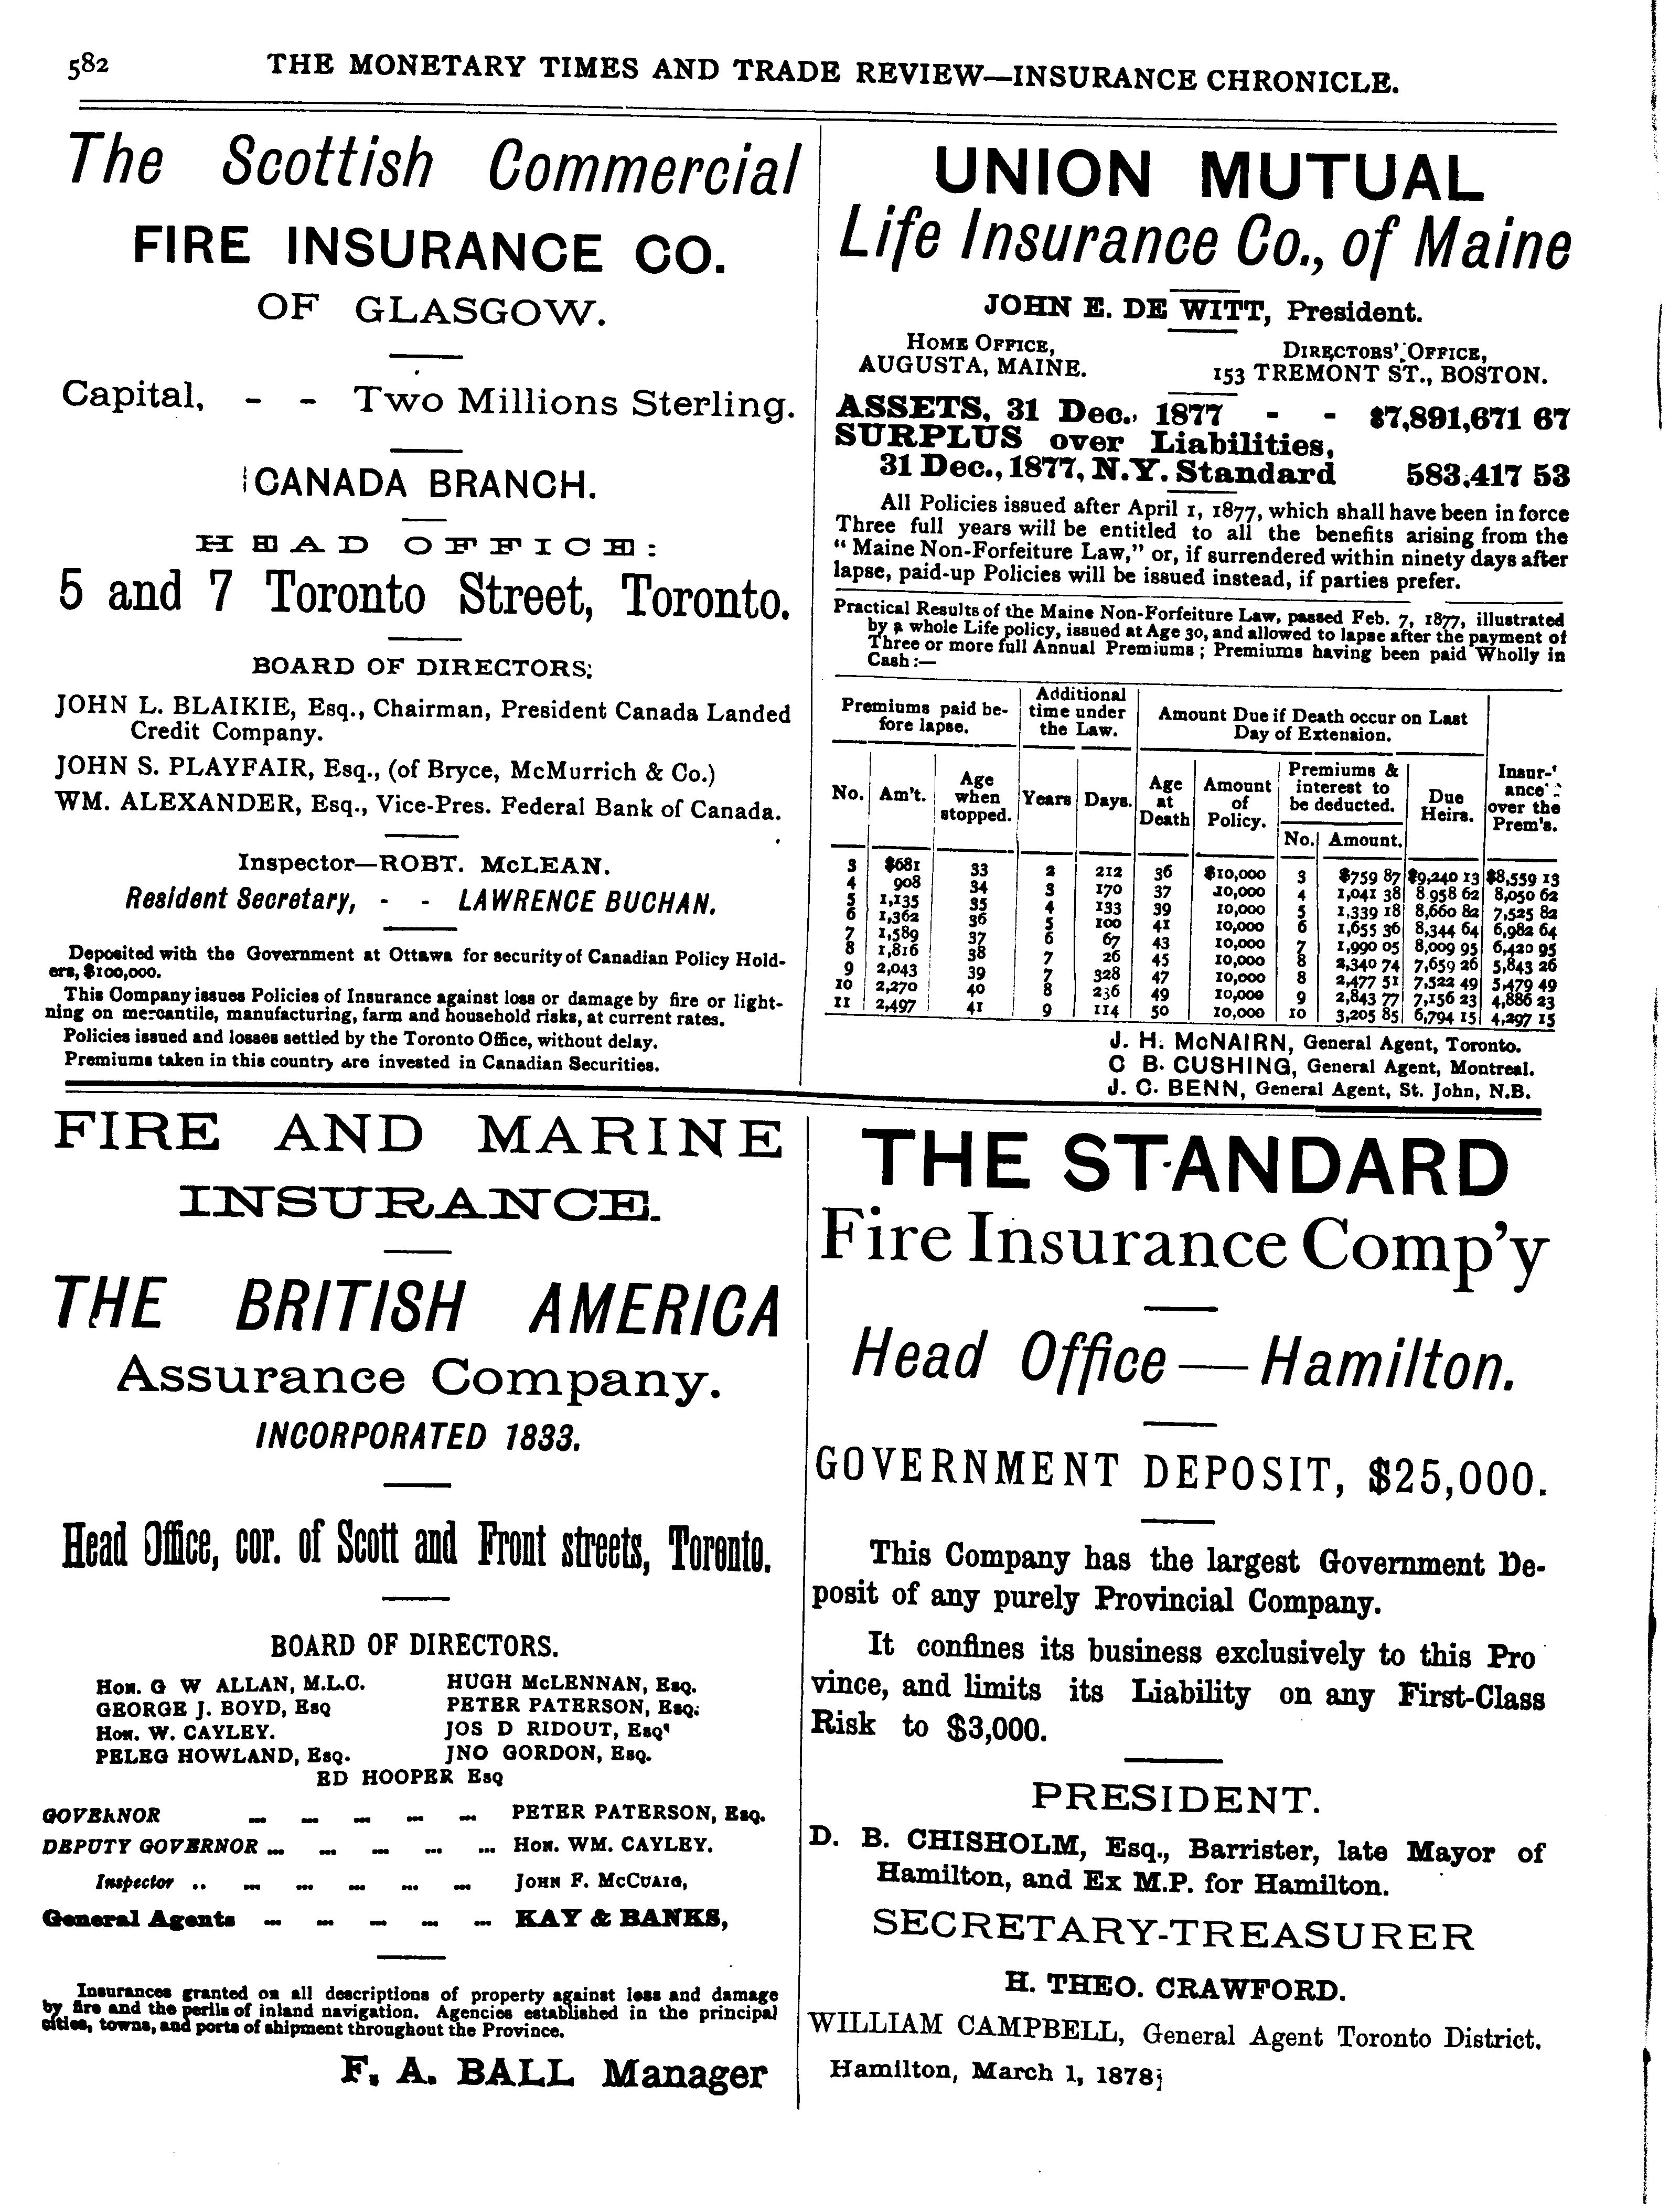 582 THE MONETARY TIMES AND TRADE REVIEW—INSURANCE CHRONICLE.
The Scottish Commercial
FIRE INSURANCE CO.
OF GLASGOW.
Capital, - - Two Millions Sterling.
CANADA BRANCH.
HEAD OFFICE:
5 and 7 Toronto Street, Toronto.
BOARD OF DIRECTORS:
JOHN L. BLAIKIE, Esq., Chairman, President Canada Landed
Credit Company.
JOHN S. PLAYFAIR, Esq., (of Bryce, McMurrich & Co.)
WM. ALEXANDER, Esq., Vice-Pres. Federal Bank of Canada.
Inspector—ROBT. McLEAN.
Resident Secretary, - - LAWRENCE BUCHAN.
Deposited with the Government at Ottawa for security of Canadian Policy Hold-
ers, $100,000.
This Company issues Policies of Insurance against loss or damage by fire or light-
ning on mercantile, manufacturing, farm and household risks, at current rates.
Policies issued and losses settled by the Toronto Office, without delay.
Premiums taken in this country are invested in Canadian Securities.
UNION MUTUAL
Life Insurance Co., of Maine
JOHN E. DE WITT, President.
HOME OFFICE, DIRECTORS' OFFICE,
AUGUSTA, MAINE. 153 TREMONT ST., BOSTON.
ASSETS, 31 Dec., 1877 - - $7,891,671 67
SURPLUS over Liabilities,
31 Dec., 1877, N.Y. Standard 583,417 53
All Policies issued after April 1, 1877, which shall have been in force
Three full years will be entitled to all the benefits arising from the
"Maine Non-Forfeiture Law," or, if surrendered within ninety days after
lapse, paid-up Policies will be issued instead, if parties prefer.
Practical Results of the Maine Non-Forfeiture Law, passed Feb. 7, 1877, illustrated
by a whole Life policy, issued at Age 30, and allowed to lapse after the payment of
Three or more full Annual Premiums; Premiums having been paid Wholly in
Cash:—
Premiums paid be-
fore lapse.
Additional
time under
the Law.
Amount Due if Death occur on Last
Day of Extension.
No. Am't. Age
when
stopped.
Years Days. Age
at
Death
Amount
of
Policy.
Premiums &
interest to
be deducted.
No. Amount.
Due
Heirs.
Insur-
ance
over the
Prem's.
3 $681 33 2 212 36 $10,000 3 $759 87 $9,240 13 $8,559 13
4 908 34 3 170 37 10,000 4 1,041 38 8 958 62 8,050 62
5 1,135 35 4 133 39 10,000 5 1,339 18 8,660 82 7,525 82
6 1,362 36 5 100 41 10,000 6 1,655 36 8,344 64 6,982 64
7 1,589 37 6 67 43 10,000 7 1,990 05 8,009 95 6,420 95
8 1,816 38 7 26 45 10,000 8 2,340 74 7,659 26 5,843 26
9 2,043 39 7 328 47 10,000 8 2,477 51 7,522 49 5,479 49
10 2,270 40 8 236 49 10,000 9 2,843 77 7,156 23 4,886 23
11 2,497 41 9 114 50 10,000 10 3,205 85 6,794 15 4,297 15
J. H. McNAIRN, General Agent, Toronto.
C B. CUSHING, General Agent, Montreal.
J. C. BENN, General Agent, St. John, N.B.
FIRE AND MARINE
INSURANCE.
THE BRITISH AMERICA
Assurance Company.
INCORPORATED 1833.
Head Office, cor. of Scott and Front streets, Toronto.
BOARD OF DIRECTORS.
HON. G W ALLAN, M.L.C. HUGH McLENNAN, ESQ.
GEORGE J. BOYD, ESQ PETER PATERSON, ESQ.
HON. W. CAYLEY. JOS D RIDOUT, ESQ
PELEG HOWLAND, ESQ. JNO GORDON, ESQ.
ED HOOPER ESQ
GOVERNOR - - - - - PETER PATERSON, ESQ.
DEPUTY GOVERNOR - - - - - HON. WM. CAYLEY.
Inspector .. - - - - - JOHN F. McCUAIG,
General Agents - - - - - KAY & BANKS,
Insurances granted on all descriptions of property against loss and damage
by fire and the perils of inland navigation. Agencies established in the principal
cities, towns, and ports of shipment throughout the Province.
F. A. BALL Manager
THE STANDARD
Fire Insurance Comp'y
Head Office — Hamilton.
GOVERNMENT DEPOSIT, $25,000.
This Company has the largest Government De-
posit of any purely Provincial Company.
It confines its business exclusively to this Pro
vince, and limits its Liability on any First-Class
Risk to $3,000.
PRESIDENT.
D. B. CHISHOLM, Esq., Barrister, late Mayor of
Hamilton, and Ex M.P. for Hamilton.
SECRETARY-TREASURER
H. THEO. CRAWFORD.
WILLIAM CAMPBELL, General Agent Toronto District.
Hamilton, March 1, 1878;